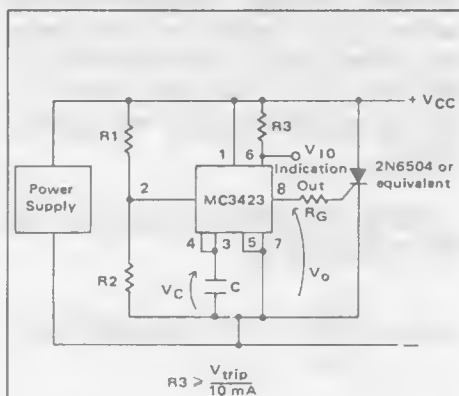 + VCC
R1
R3
1
6
V10
Indication
Out
2N6504 or
equivalent
Power
Supply
2
MC3423
8
RG
4
3
5
7
R2
VC
C
Vo
−
R3 ⩾ Vtrip
10 mA